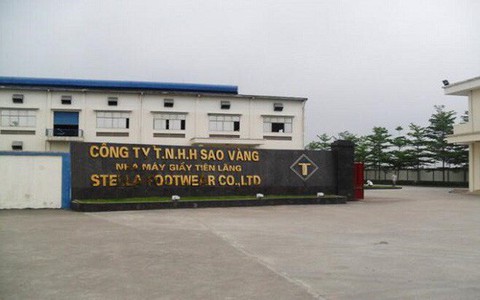 CÔNG TY T.N.H.H SAO VÀNG
NHÀ MÁY GIẦY TIÊN LÃNG
STELLA FOOTWEAR CO.,LTD
T